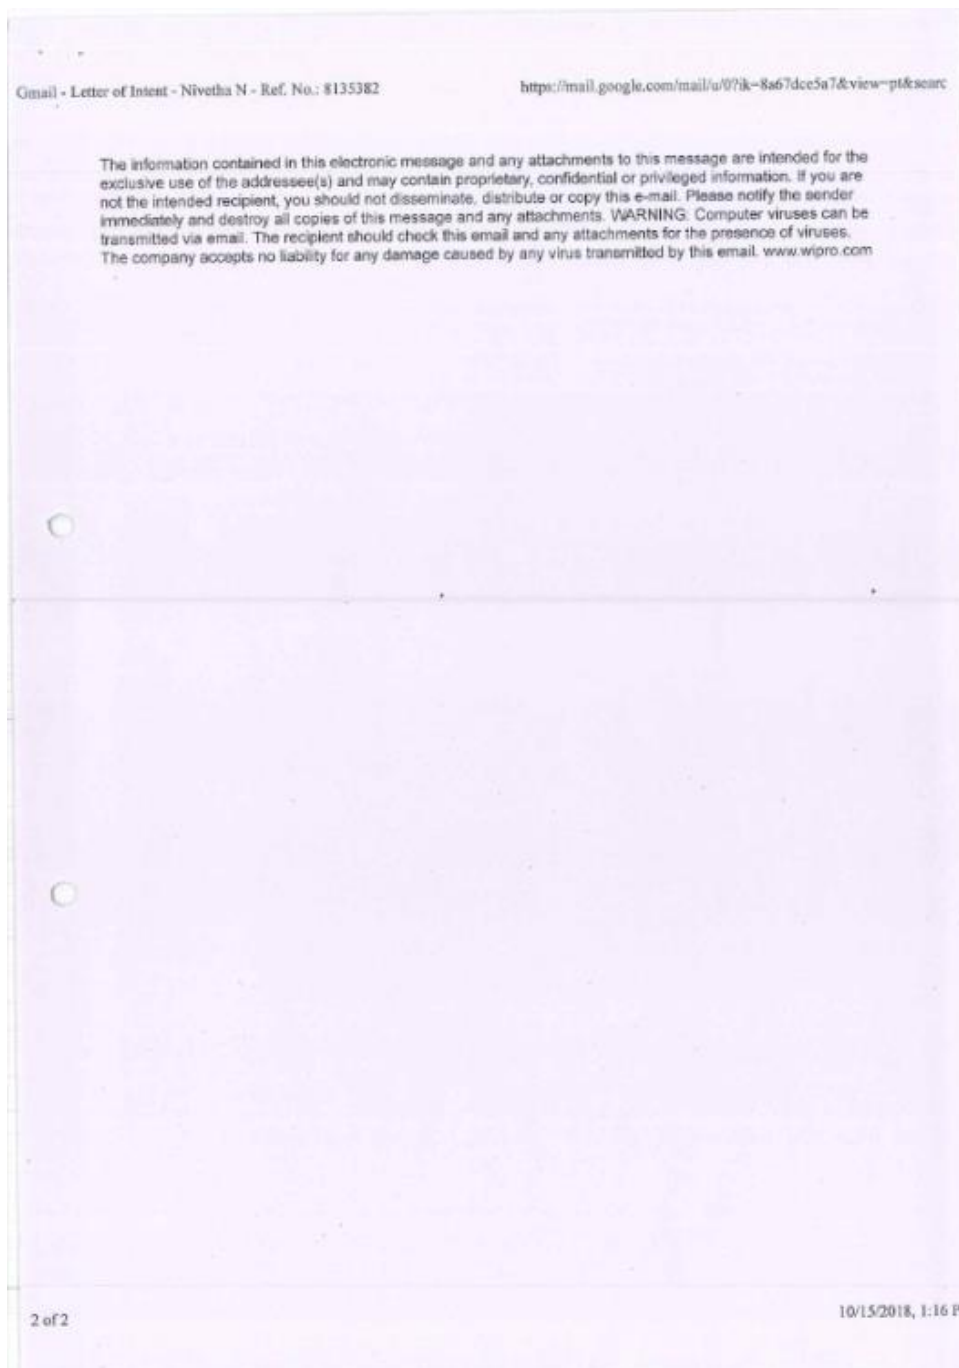 Gmail - Letter of Intent - Nivetha N - Ref. No.: 8135382
https://mail.google.com/mail/u/0?ik=8a67dce5a7&view=pt&searc
The information contained in this electronic message and any attachments to this message are intended for the
exclusive use of the addressee(s) and may contain proprietary, confidential or privileged information. If you are
not the intended recipient, you should not disseminate, distribute or copy this e-mail. Please notify the sender
immediately and destroy all copies of this message and any attachments. WARNING: Computer viruses can be
transmitted via email. The recipient should check this email and any attachments for the presence of viruses.
The company accepts no liability for any damage caused by any virus transmitted by this email. www.wipro.com
2 of 2
10/15/2018, 1:16 P